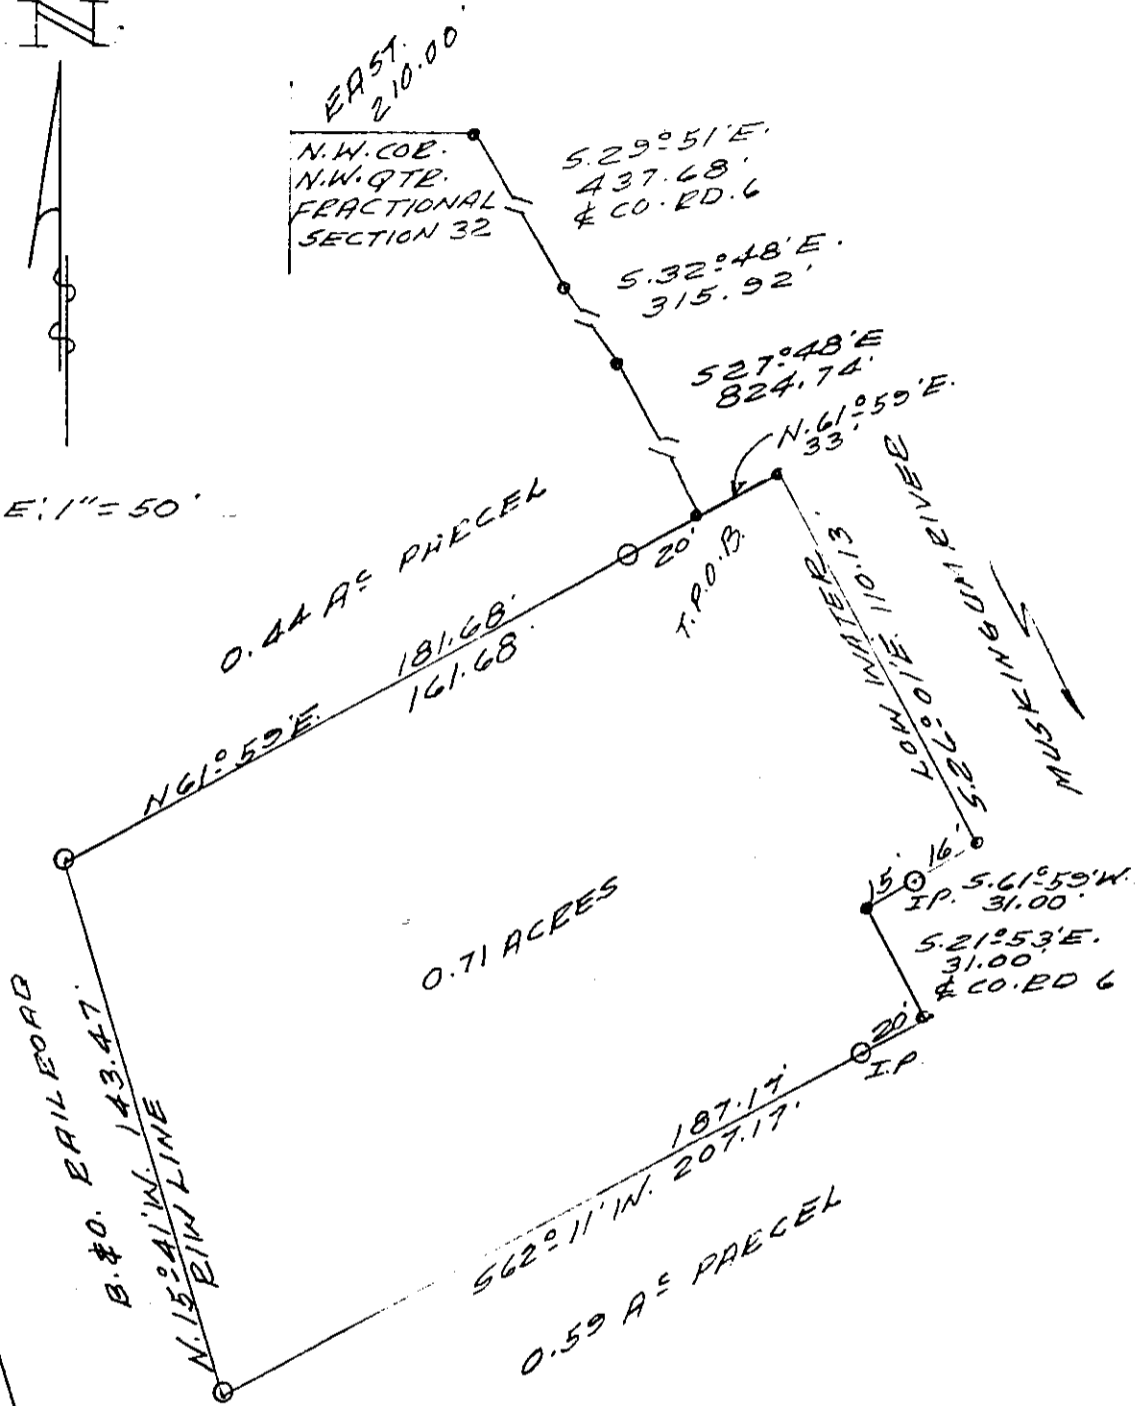 N
EAST.
210.00'
N.W. COR.
N.W. QTR.
FRACTIONAL
SECTION 32
S.29°51'E.
437.68'
℄ CO. RD. 6
S.32°48'E.
315.92'
S27°48'E
824.74'
N.61°59'E.
33'
E: 1" = 50'
0.44 Ac PARCEL
20'
T.P.O.B.
181.68'
161.68'
N61°59'E.
LOW WATER
S.26°01'E. 110.13'
MUSKINGUM RIVER
16'
15'
I.P.
S.61°59'W.
31.00'
S.21°53'E.
31.00'
℄ CO. RD 6
20'
I.P.
0.71 ACRES
187.17'
S62°11'W. 207.17'
0.59 Ac PARCEL
B.&O. RAILROAD
N.15°41'W. 143.47'
R/W LINE